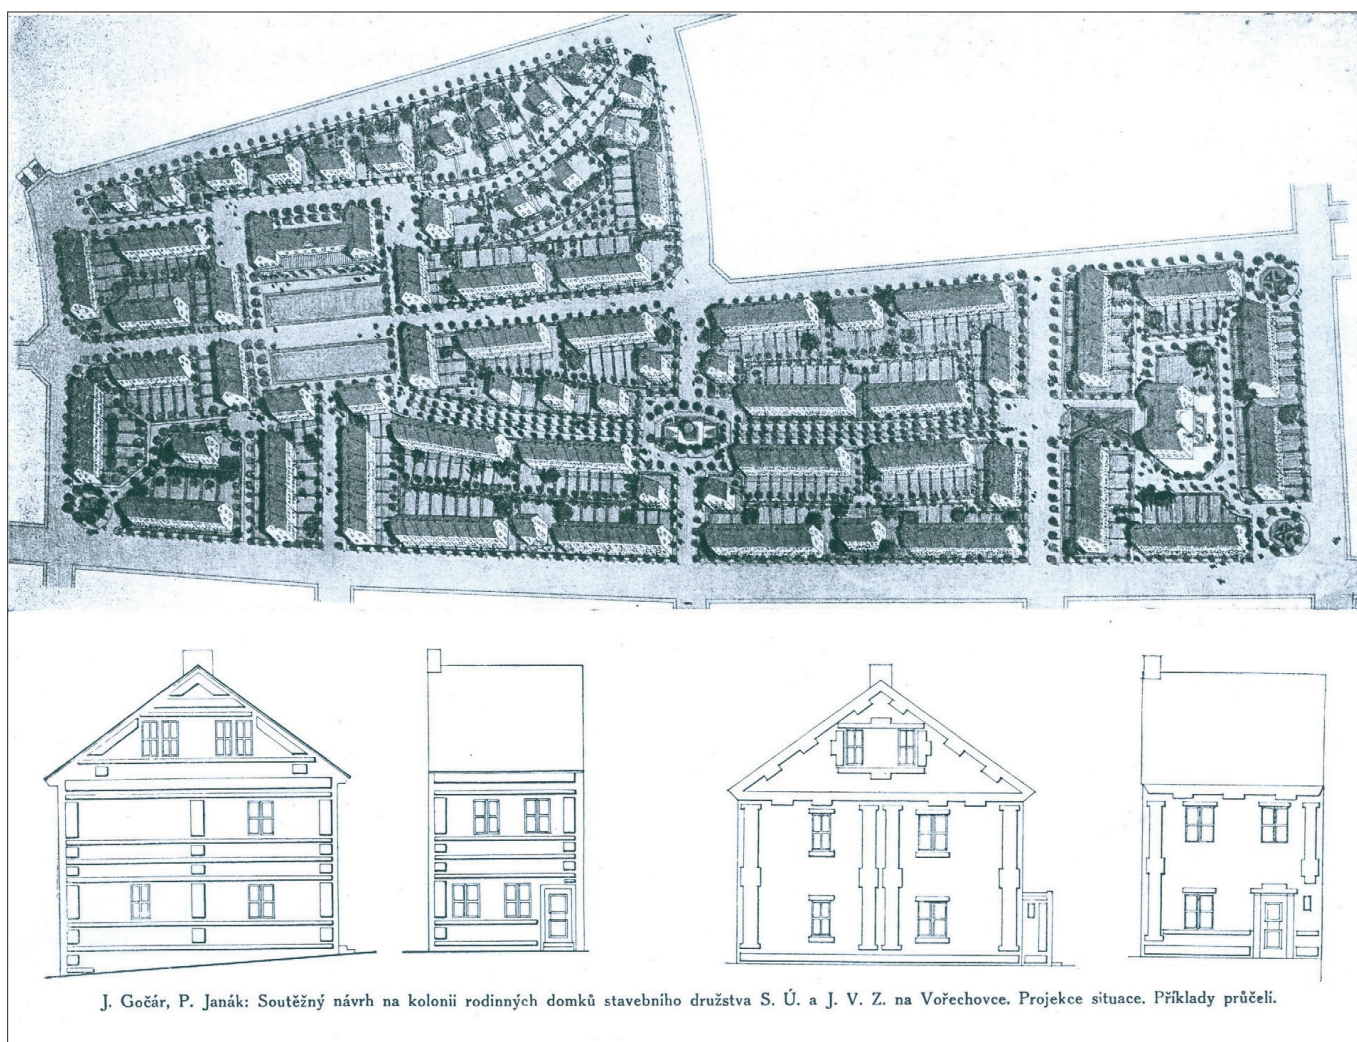 J. Gočár, P. Janák: Soutěžný návrh na kolonii rodinných domků stavebního družstva S. Ú. a J. V. Z. na Vořechovce. Projekce situace. Příklady průčelí.